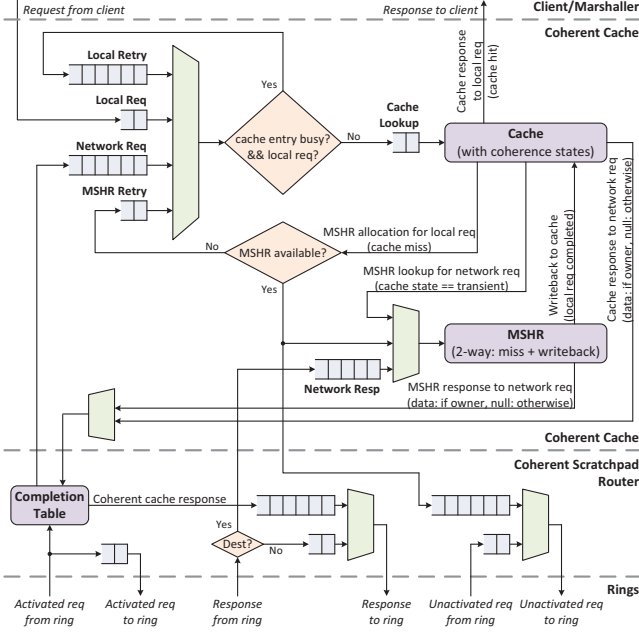 Request from client
Response to client
Client/Marshaller
Coherent Cache
Local Retry
Local Req
Network Req
MSHR Retry
Yes
cache entry busy?
&& local req?
No
Cache
Lookup
Cache response
to local req
(cache hit)
Cache
(with coherence states)
MSHR allocation for local req
(cache miss)
No
MSHR available?
Yes
MSHR lookup for network req
(cache state == transient)
Writeback to cache
(local req completed)
Cache response to network req
(data: if owner, null: otherwise)
MSHR
(2-way: miss + writeback)
Network Resp
MSHR response to network req
(data: if owner, null: otherwise)
Coherent Cache
Coherent Scratchpad
Router
Completion
Table
Coherent cache response
Yes
Dest?
No
Rings
Activated req
from ring
Activated req
to ring
Response
from ring
Response
to ring
Unactivated req
from ring
Unactivated req
to ring